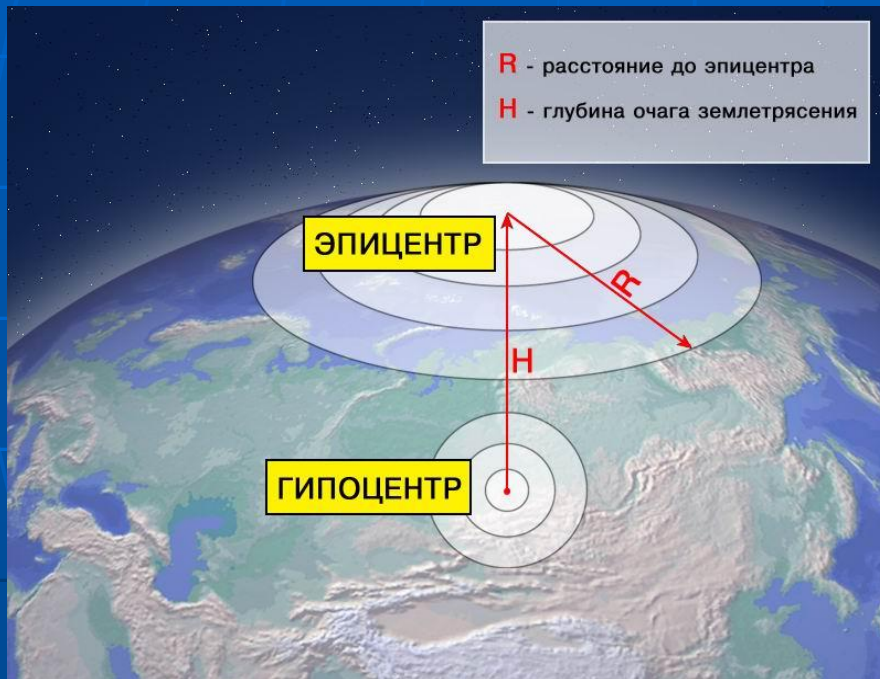 R - расстояние до эпицентра
H - глубина очага землетрясения
ЭПИЦЕНТР
R
H
ГИПОЦЕНТР